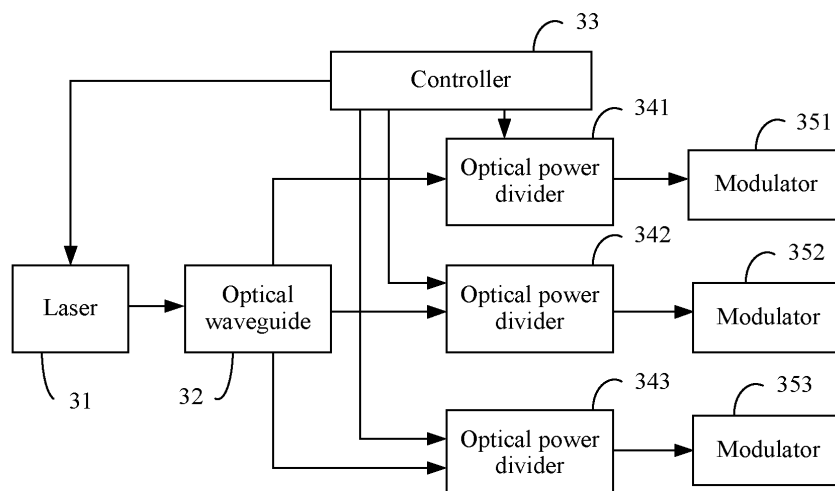 33
Controller
341
351
Optical power
divider
Modulator
342
352
Laser
Optical
waveguide
Optical power
divider
Modulator
31
32
343
353
Optical power
divider
Modulator